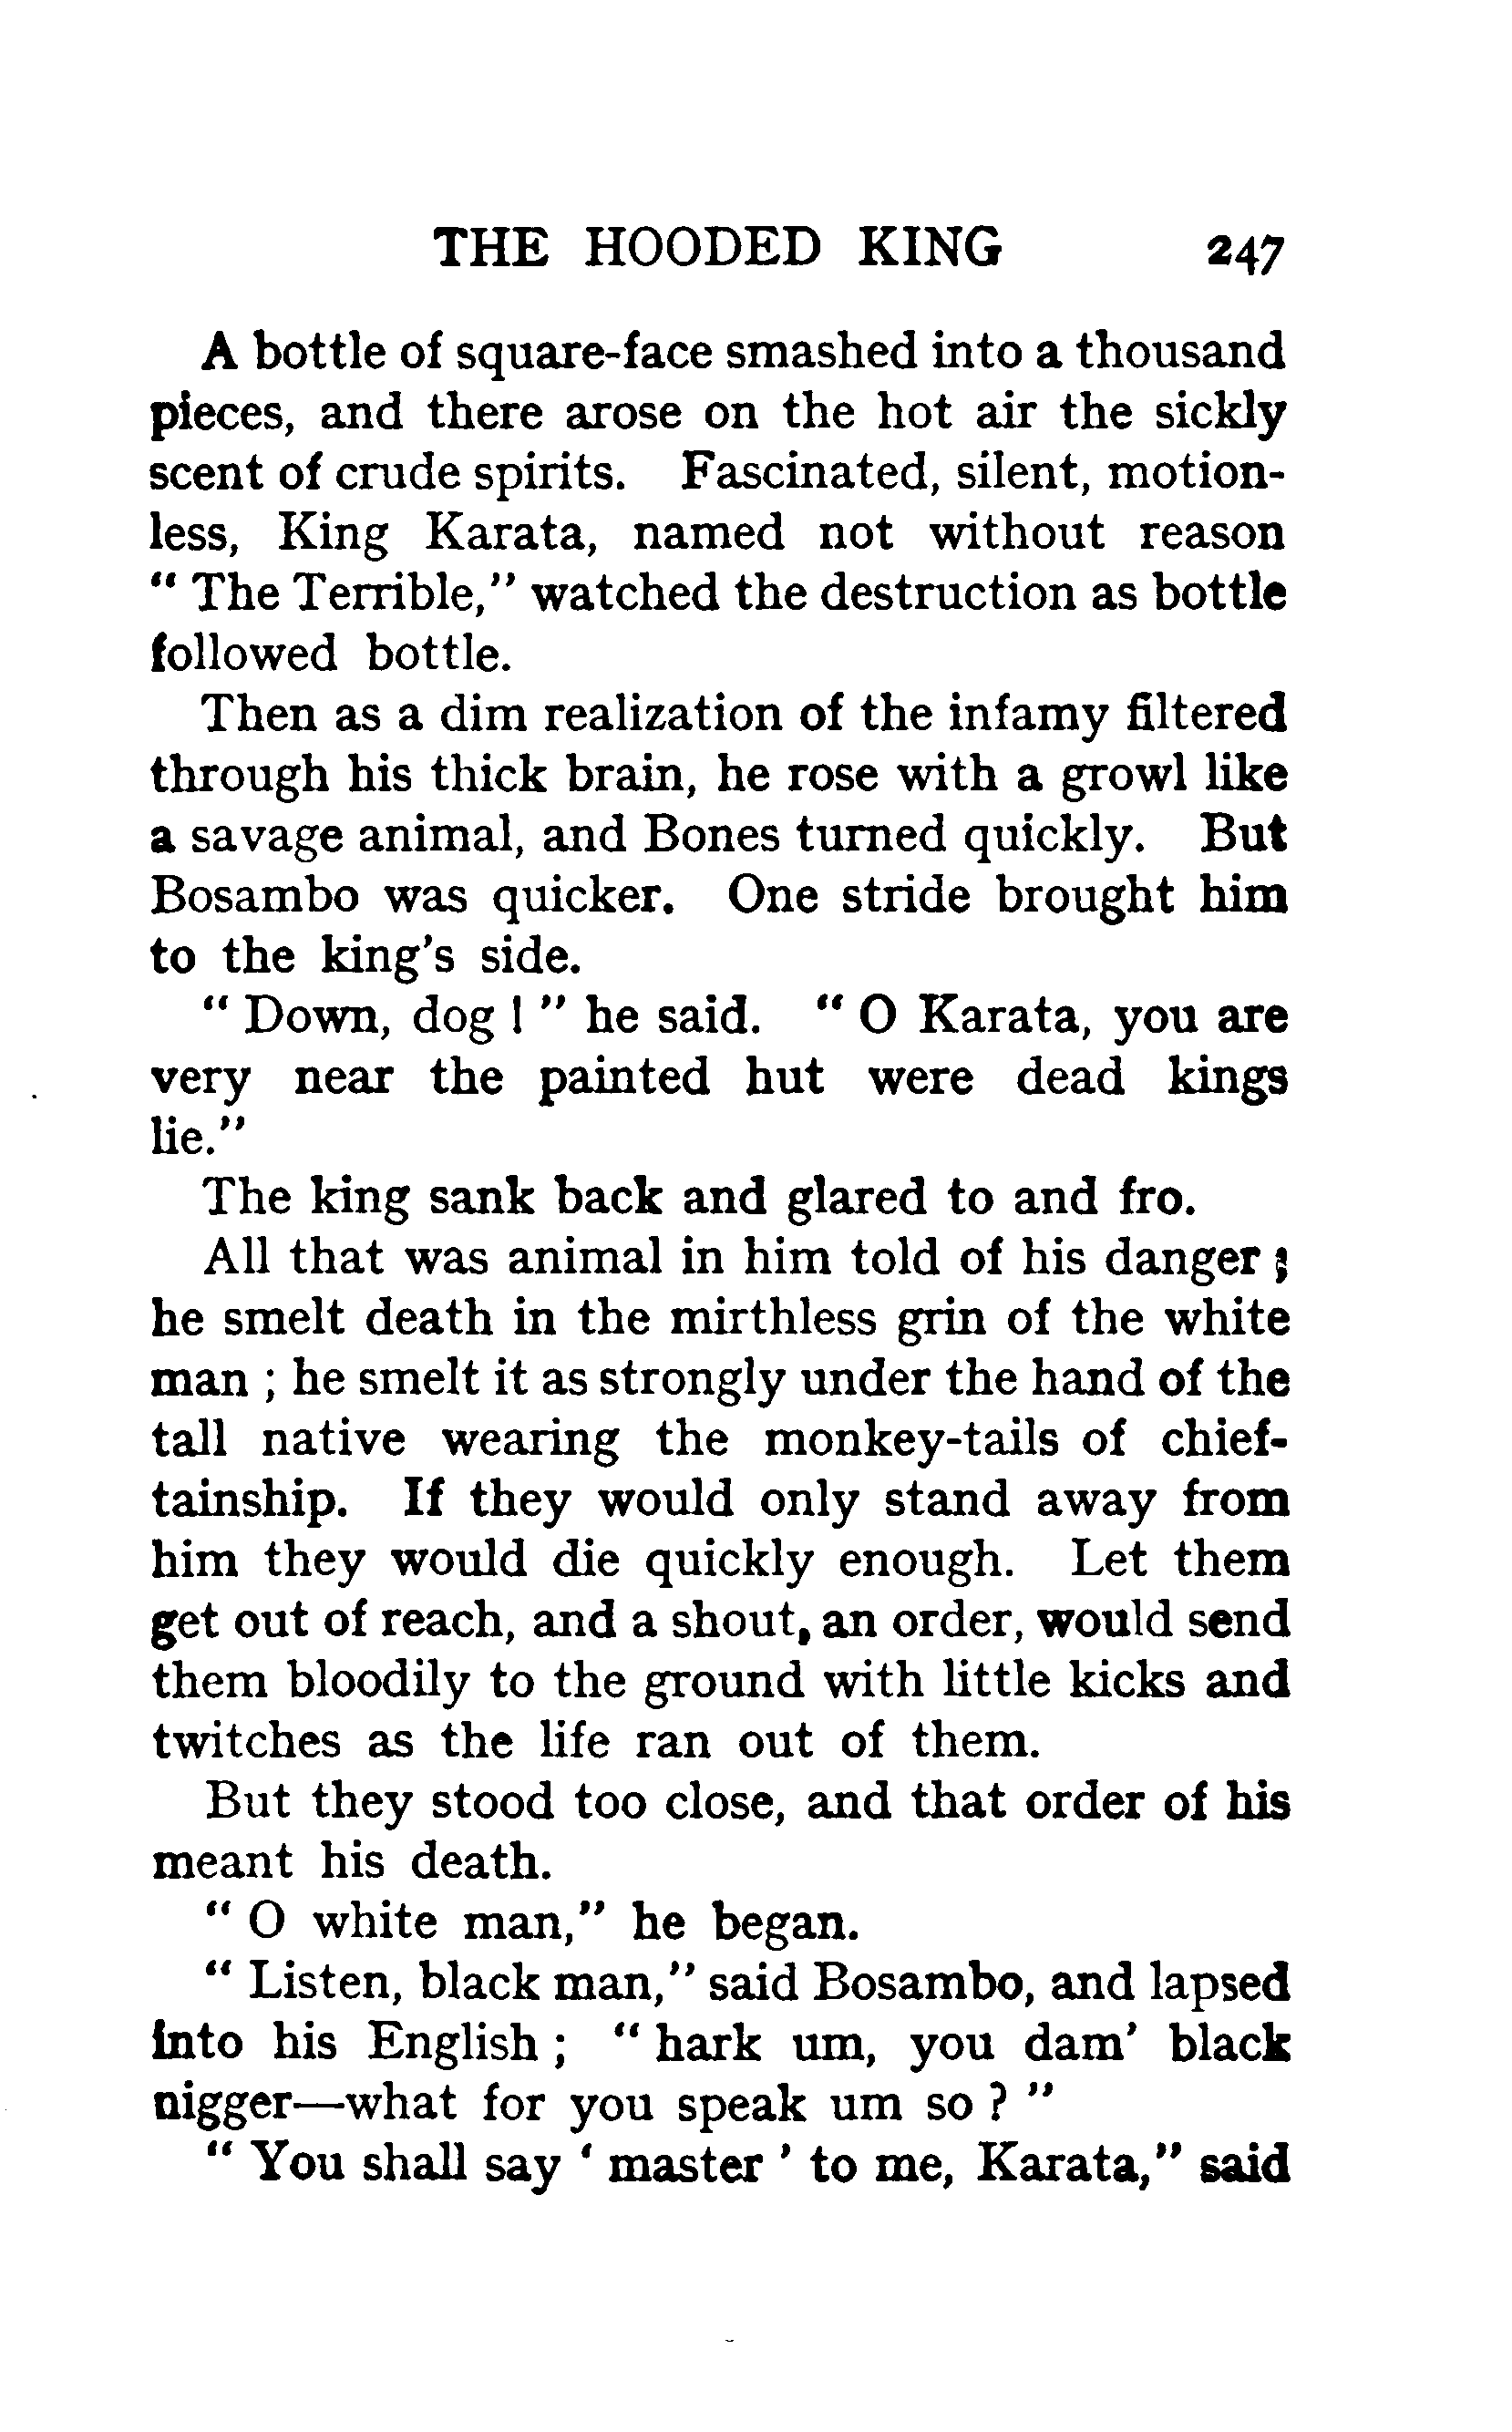 THE HOODED KING 247
A bottle of square-face smashed into a thousand
pieces, and there arose on the hot air the sickly
scent of crude spirits. Fascinated, silent, motion-
less, King Karata, named not without reason
" The Terrible," watched the destruction as bottle
followed bottle.
Then as a dim realization of the infamy filtered
through his thick brain, he rose with a growl like
a savage animal, and Bones turned quickly. But
Bosambo was quicker. One stride brought him
to the king's side.
" Down, dog ! " he said. " O Karata, you are
very near the painted hut were dead kings
lie."
The king sank back and glared to and fro.
All that was animal in him told of his danger ;
he smelt death in the mirthless grin of the white
man ; he smelt it as strongly under the hand of the
tall native wearing the monkey-tails of chief-
tainship. If they would only stand away from
him they would die quickly enough. Let them
get out of reach, and a shout, an order, would send
them bloodily to the ground with little kicks and
twitches as the life ran out of them.
But they stood too close, and that order of his
meant his death.
" O white man," he began.
" Listen, black man," said Bosambo, and lapsed
into his English ; " hark um, you dam' black
nigger—what for you speak um so ? "
" You shall say ' master ' to me, Karata," said